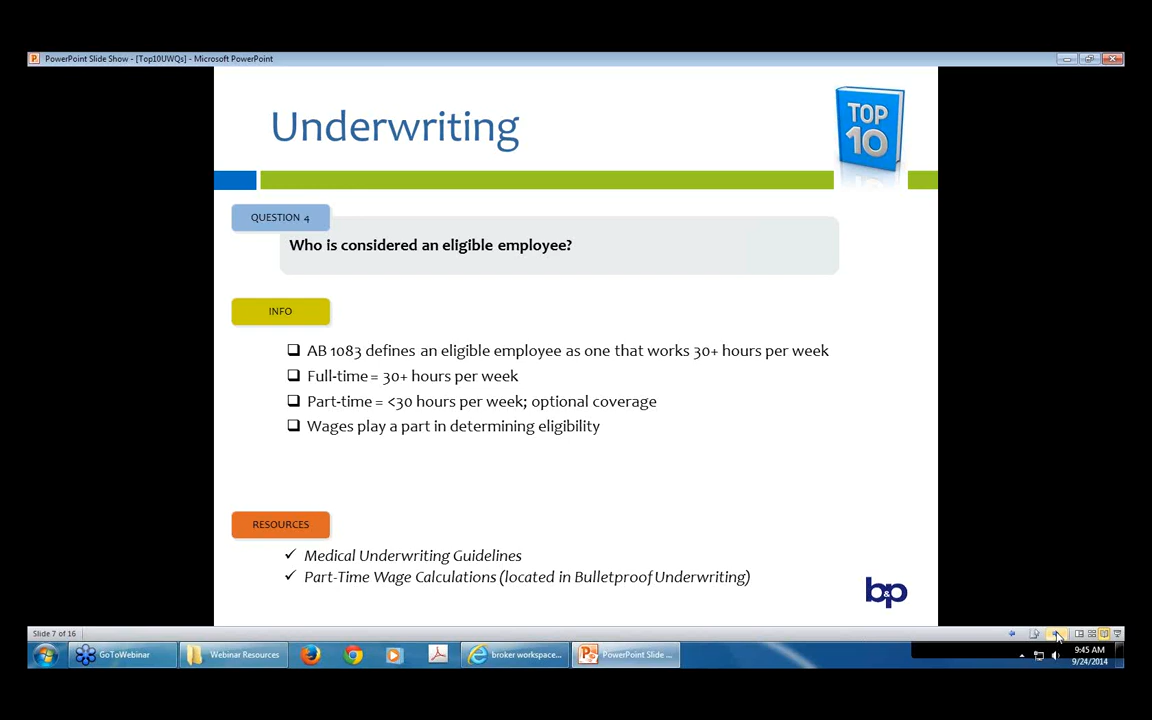 PowerPoint Slide Show - [Top10UWQs] - Microsoft PowerPoint
Underwriting
TOP
10
QUESTION 4
Who is considered an eligible employee?
INFO
AB 1083 defines an eligible employee as one that works 30+ hours per week
Full-time = 30+ hours per week
Part-time = <30 hours per week; optional coverage
Wages play a part in determining eligibility
RESOURCES
Medical Underwriting Guidelines
Part-Time Wage Calculations (located in Bulletproof Underwriting)
b&p
Slide 7 of 16
GoToWebinar
Webinar Resources
broker workspace...
PowerPoint Slide ...
9:45 AM
9/24/2014